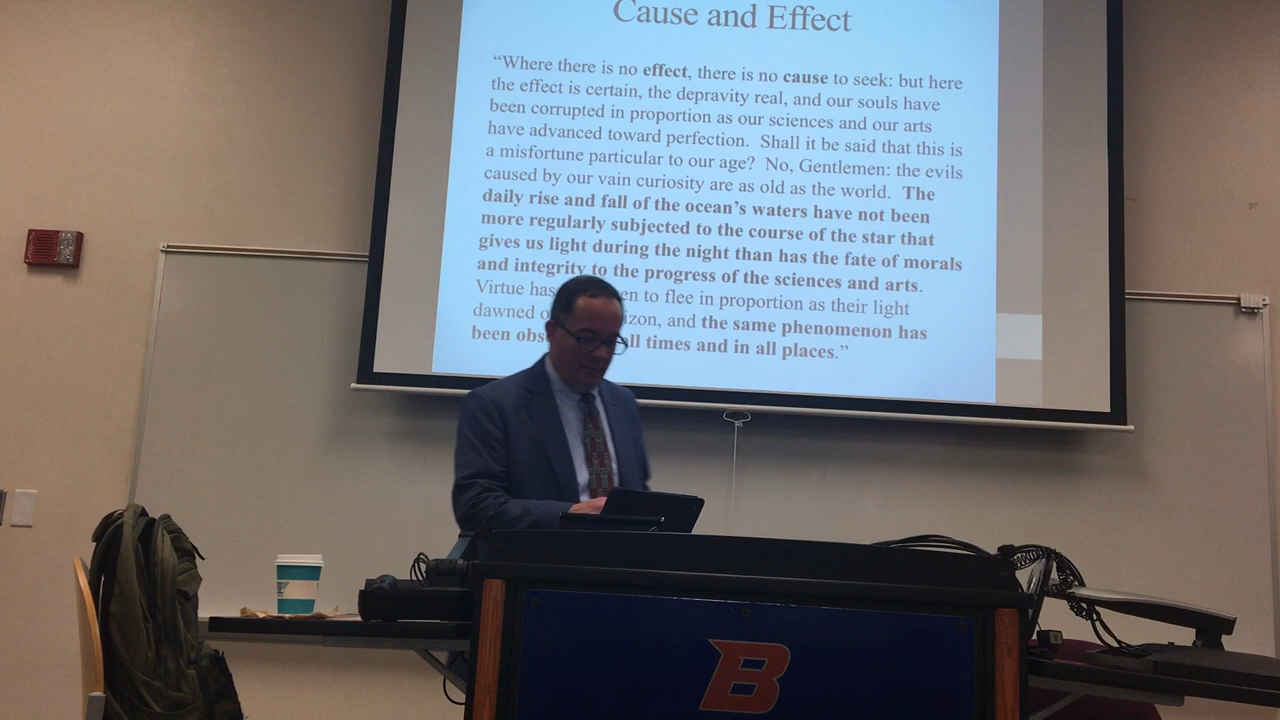 Cause and Effect
“Where there is no effect, there is no cause to seek: but here
the effect is certain, the depravity real, and our souls have
been corrupted in proportion as our sciences and our arts
have advanced toward perfection. Shall it be said that this is
a misfortune particular to our age? No, Gentlemen: the evils
caused by our vain curiosity are as old as the world. The
daily rise and fall of the ocean’s waters have not been
more regularly subjected to the course of the star that
gives us light during the night than has the fate of morals
and integrity to the progress of the sciences and arts.
Virtue has en to flee in proportion as their light
dawned o izon, and the same phenomenon has
been obs all times and in all places.”
B